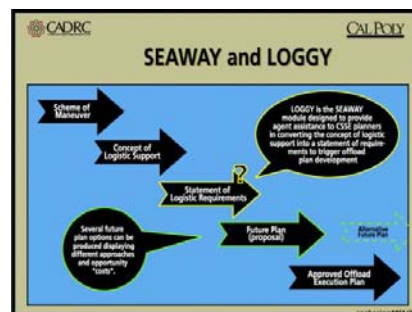 CADRC
CAL POLY
SEAWAY and LOGGY
Scheme of
Maneuver
LOGGY is the SEAWAY
module designed to provide
agent assistance to CSSE planners
in converting the concept of logistic
support into a statement of require-
ments to trigger offload
plan development
Concept of
Logistic Support
?
Statement of
Logistic Requirements
Several future
plan options can be
produced displaying
different approaches
and opportunity
"costs".
Future Plan
(proposal)
Alternative
Future Plan
Approved Offload
Execution Plan